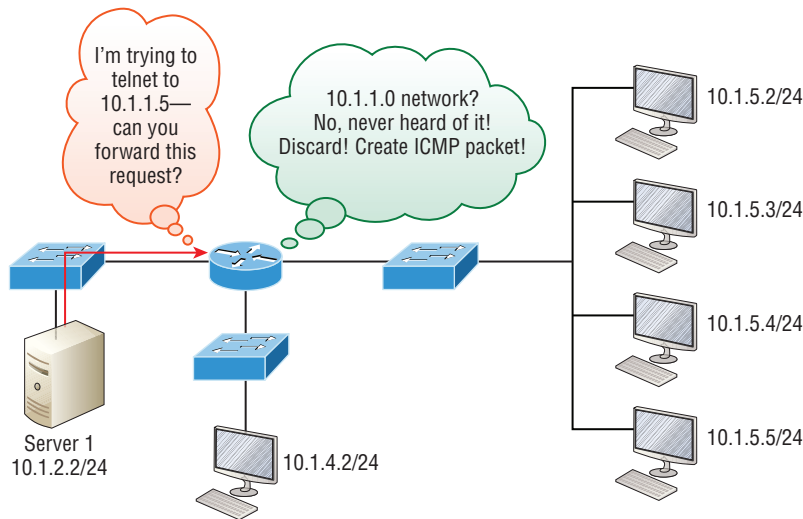 I'm trying to
telnet to
10.1.1.5—
can you
forward this
request?
10.1.1.0 network?
No, never heard of it!
Discard! Create ICMP packet!
10.1.5.2/24
10.1.5.3/24
10.1.5.4/24
10.1.5.5/24
Server 1
10.1.2.2/24
10.1.4.2/24